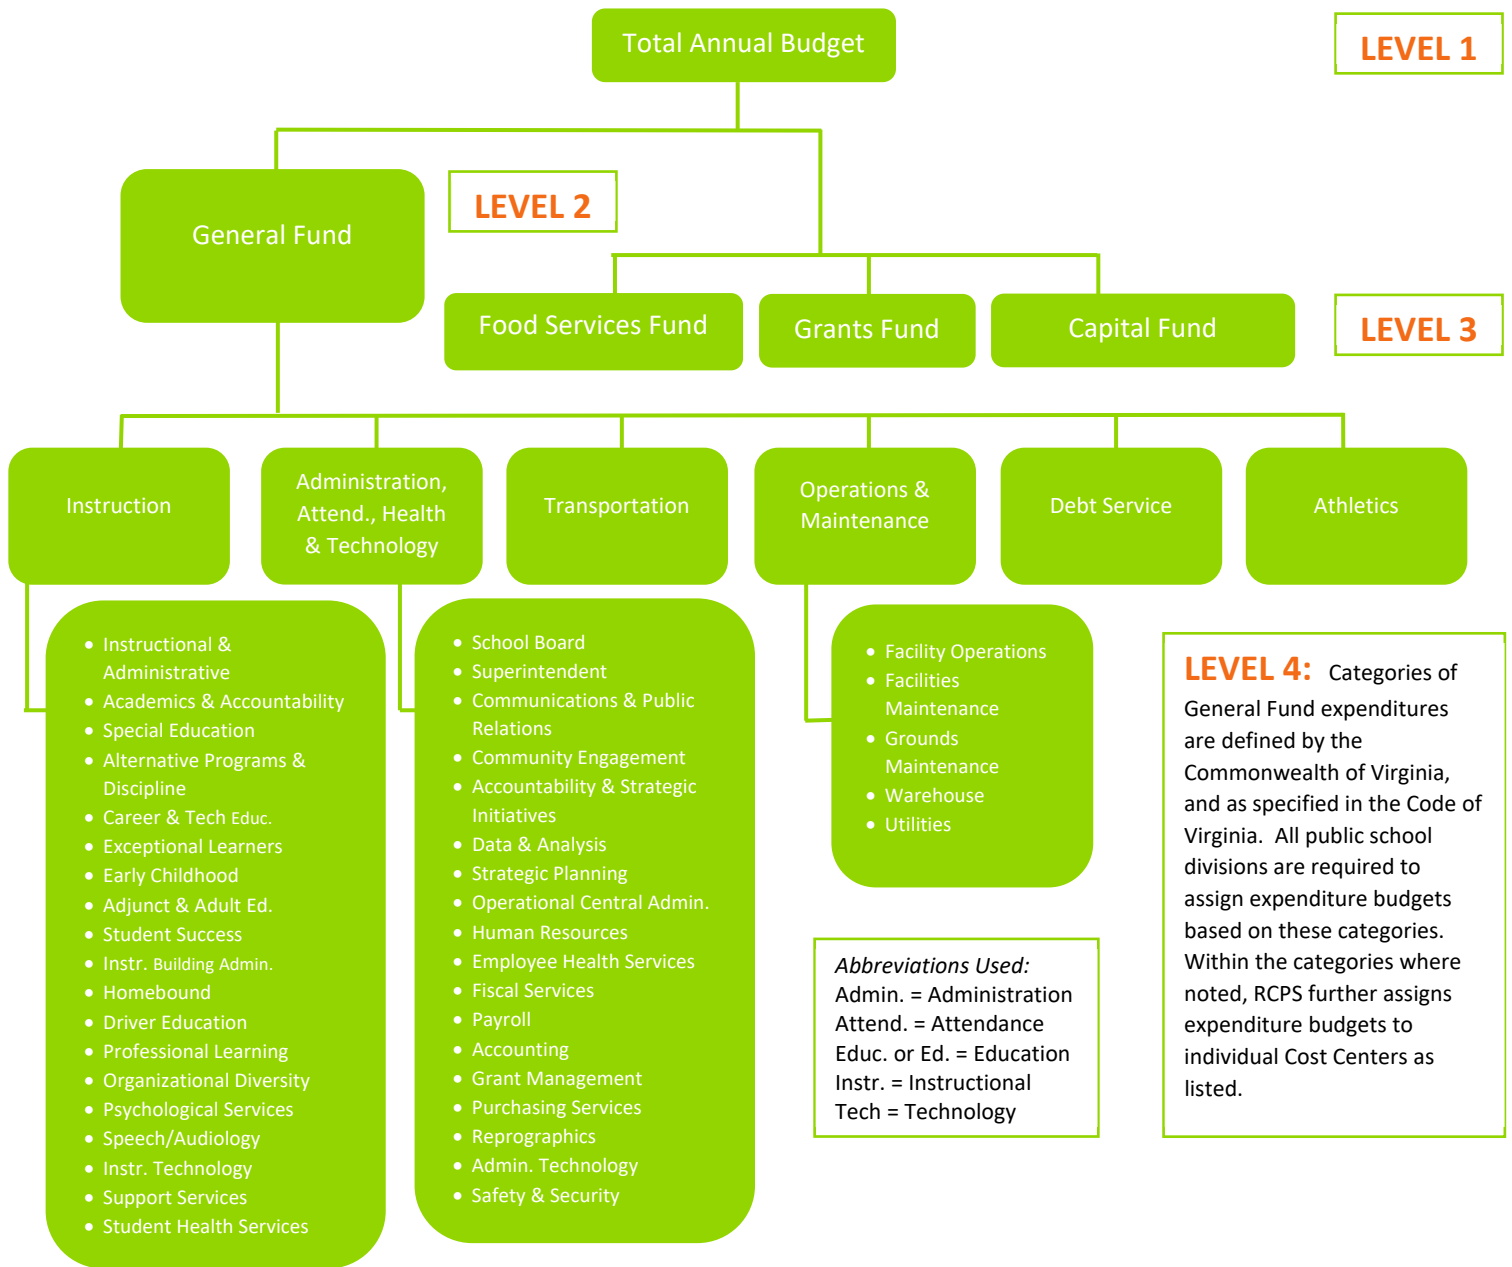 Total Annual Budget
LEVEL 1
General Fund
LEVEL 2
Food Services Fund
Grants Fund
Capital Fund
LEVEL 3
Instruction
Administration,
Attend., Health
& Technology
Transportation
Operations &
Maintenance
Debt Service
Athletics
• Instructional &
Administrative
• Academics & Accountability
• Special Education
• Alternative Programs &
Discipline
• Career & Tech Educ.
• Exceptional Learners
• Early Childhood
• Adjunct & Adult Ed.
• Student Success
• Instr. Building Admin.
• Homebound
• Driver Education
• Professional Learning
• Organizational Diversity
• Psychological Services
• Speech/Audiology
• Instr. Technology
• Support Services
• Student Health Services
• School Board
• Superintendent
• Communications & Public
Relations
• Community Engagement
• Accountability & Strategic
Initiatives
• Data & Analysis
• Strategic Planning
• Operational Central Admin.
• Human Resources
• Employee Health Services
• Fiscal Services
• Payroll
• Accounting
• Grant Management
• Purchasing Services
• Reprographics
• Admin. Technology
• Safety & Security
• Facility Operations
• Facilities
Maintenance
• Grounds
Maintenance
• Warehouse
• Utilities
Abbreviations Used:
Admin. = Administration
Attend. = Attendance
Educ. or Ed. = Education
Instr. = Instructional
Tech = Technology
LEVEL 4: Categories of
General Fund expenditures
are defined by the
Commonwealth of Virginia,
and as specified in the Code of
Virginia. All public school
divisions are required to
assign expenditure budgets
based on these categories.
Within the categories where
noted, RCPS further assigns
expenditure budgets to
individual Cost Centers as
listed.